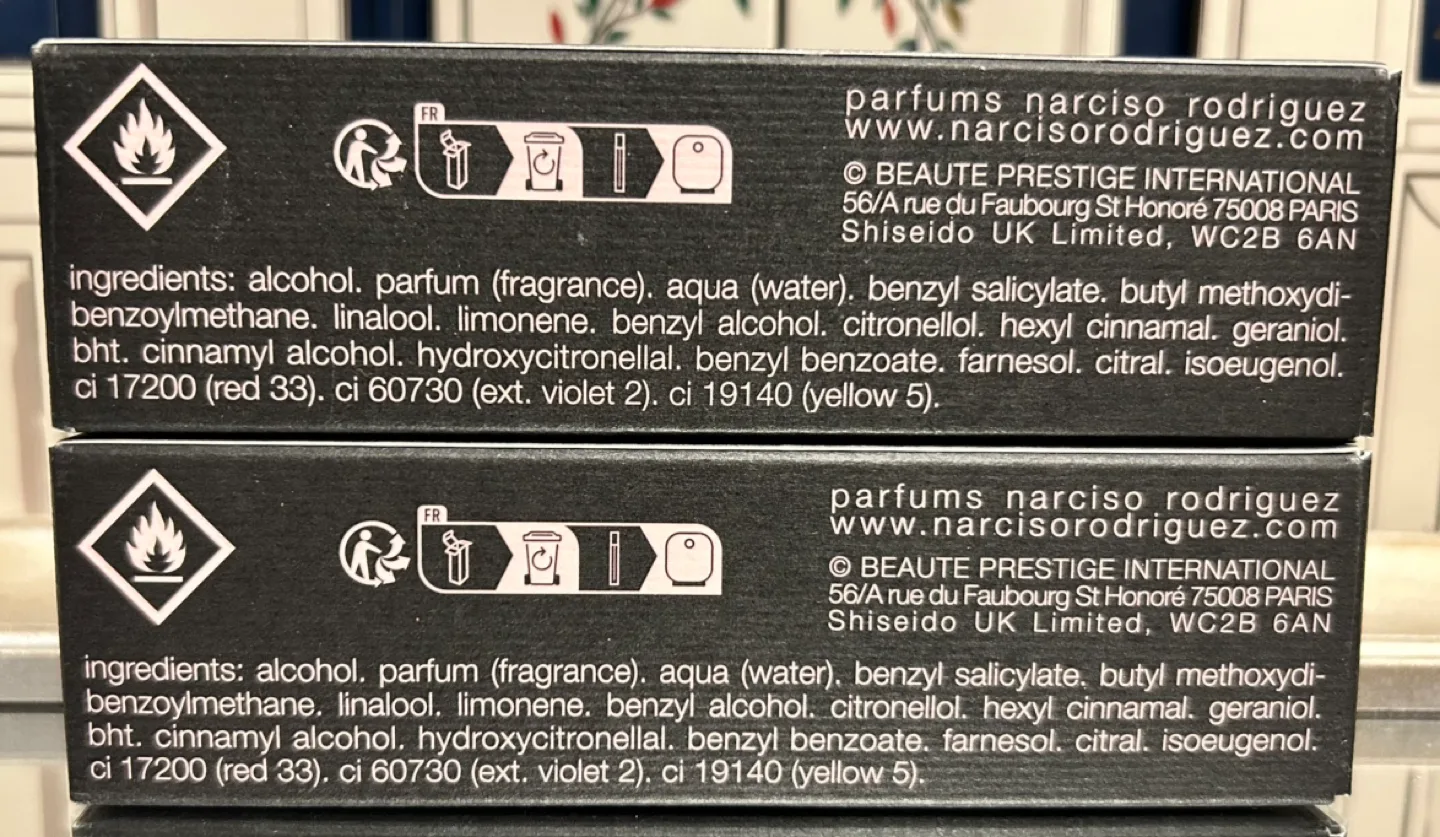 FR
parfums narciso rodriguez
www.narcisorodriguez.com
© BEAUTE PRESTIGE INTERNATIONAL
56/A rue du Faubourg St Honoré 75008 PARIS
Shiseido UK Limited, WC2B 6AN
ingredients: alcohol. parfum (fragrance). aqua (water). benzyl salicylate. butyl methoxydi-
benzoylmethane. linalool. limonene. benzyl alcohol. citronellol. hexyl cinnamal. geraniol.
bht. cinnamyl alcohol. hydroxycitronellal. benzyl benzoate. farnesol. citral. isoeugenol.
ci 17200 (red 33). ci 60730 (ext. violet 2). ci 19140 (yellow 5).
FR
parfums narciso rodriguez
www.narcisorodriguez.com
© BEAUTE PRESTIGE INTERNATIONAL
56/A rue du Faubourg St Honoré 75008 PARIS
Shiseido UK Limited, WC2B 6AN
ingredients: alcohol. parfum (fragrance). aqua (water). benzyl salicylate. butyl methoxydi-
benzoylmethane. linalool. limonene. benzyl alcohol. citronellol. hexyl cinnamal. geraniol.
bht. cinnamyl alcohol. hydroxycitronellal. benzyl benzoate. farnesol. citral. isoeugenol.
ci 17200 (red 33). ci 60730 (ext. violet 2). ci 19140 (yellow 5).